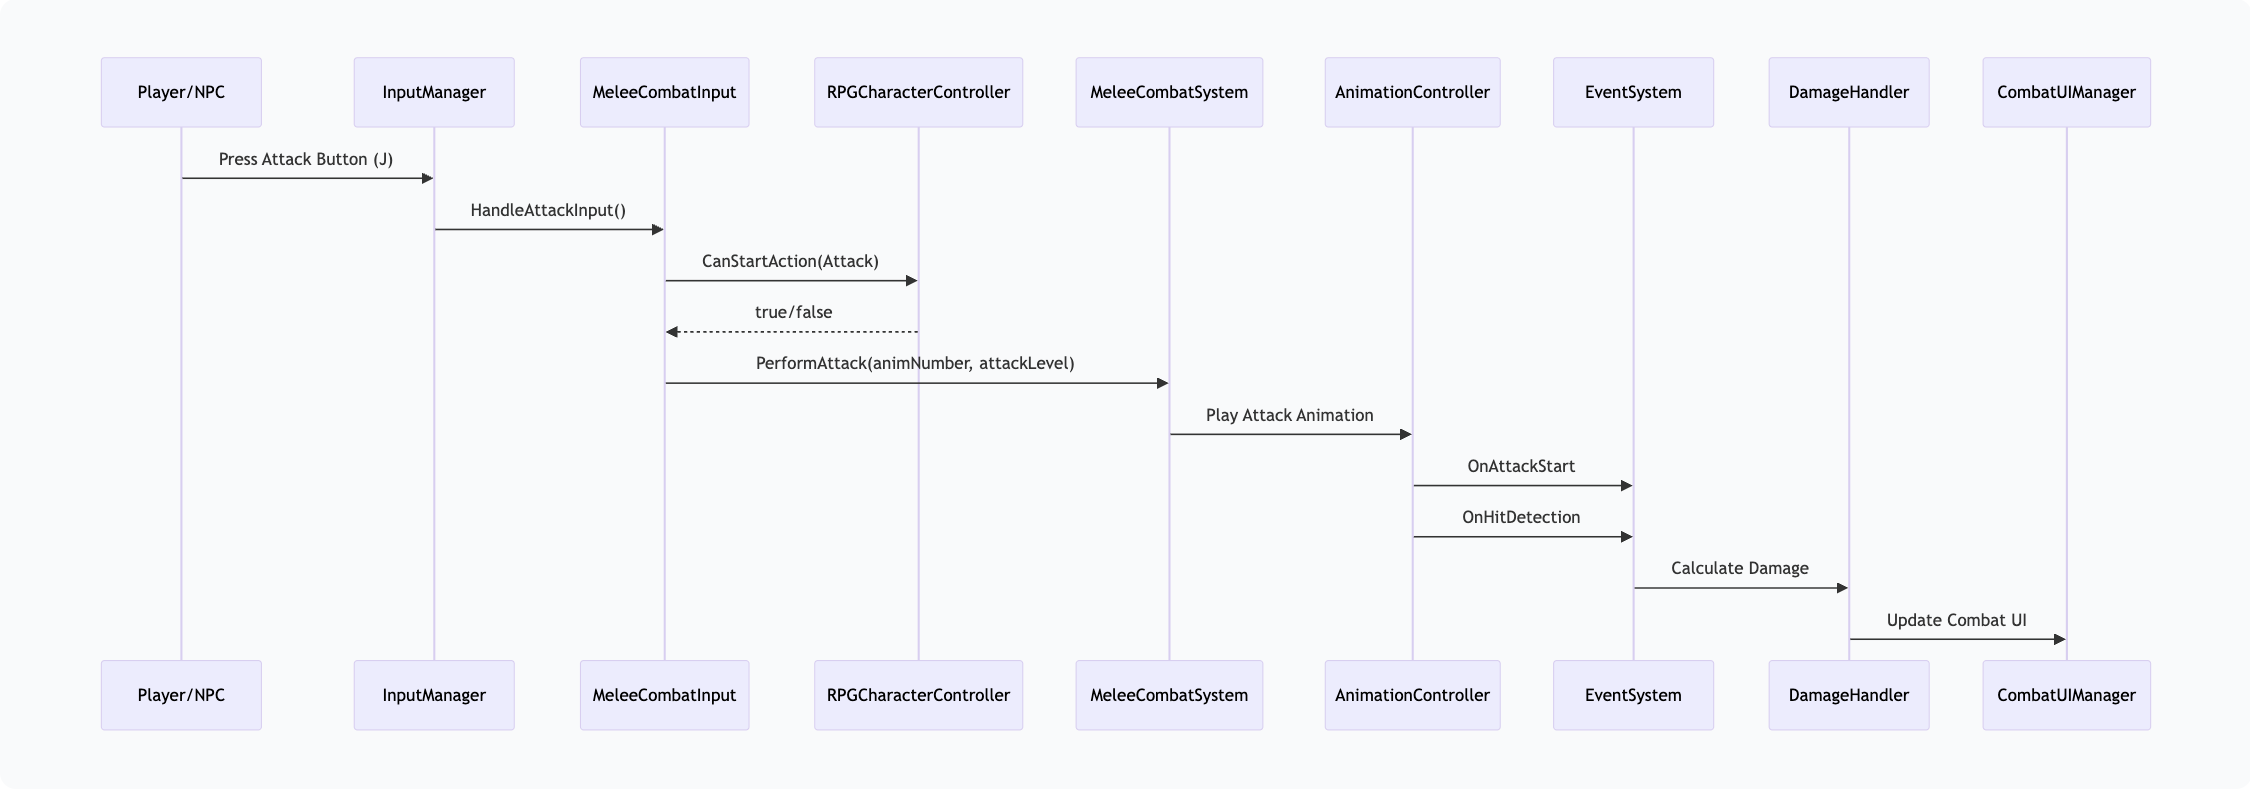 Player/NPC
InputManager
MeleeCombatInput
RPGCharacterController
MeleeCombatSystem
AnimationController
EventSystem
DamageHandler
CombatUIManager
Press Attack Button (J)
HandleAttackInput()
CanStartAction(Attack)
true/false
PerformAttack(animNumber, attackLevel)
Play Attack Animation
OnAttackStart
OnHitDetection
Calculate Damage
Update Combat UI
Player/NPC
InputManager
MeleeCombatInput
RPGCharacterController
MeleeCombatSystem
AnimationController
EventSystem
DamageHandler
CombatUIManager